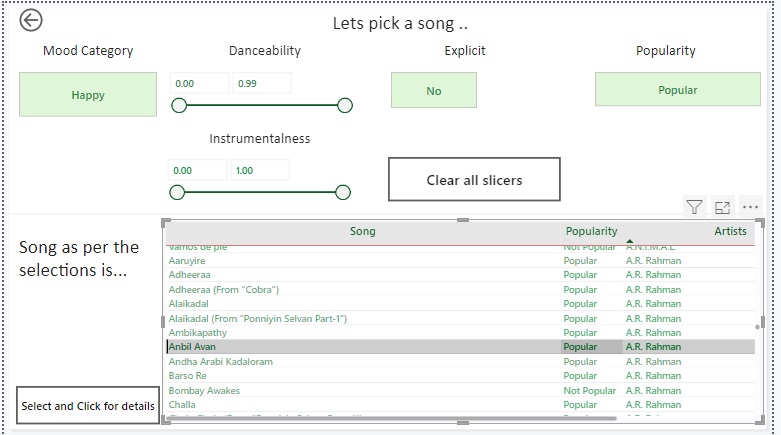 Lets pick a song ..
Mood Category Danceability Explicit Popularity
0.00 0.99
Happy No Popular
Instrumentalness
0.00 1.00
Clear all slicers
Song as per the
selections is...
Song Popularity Artists
Vamos de pie Not Popular A.N.I.M.A.L.
Aaruyire Popular A.R. Rahman
Adheeraa Popular A.R. Rahman
Adheeraa (From "Cobra") Popular A.R. Rahman
Alaikadal Popular A.R. Rahman
Alaikadal (From "Ponniyin Selvan Part-1") Popular A.R. Rahman
Ambikapathy Popular A.R. Rahman
Anbil Avan Popular A.R. Rahman
Andha Arabi Kadaloram Popular A.R. Rahman
Barso Re Popular A.R. Rahman
Bombay Awakes Not Popular A.R. Rahman
Challa Popular A.R. Rahman
Select and Click for details